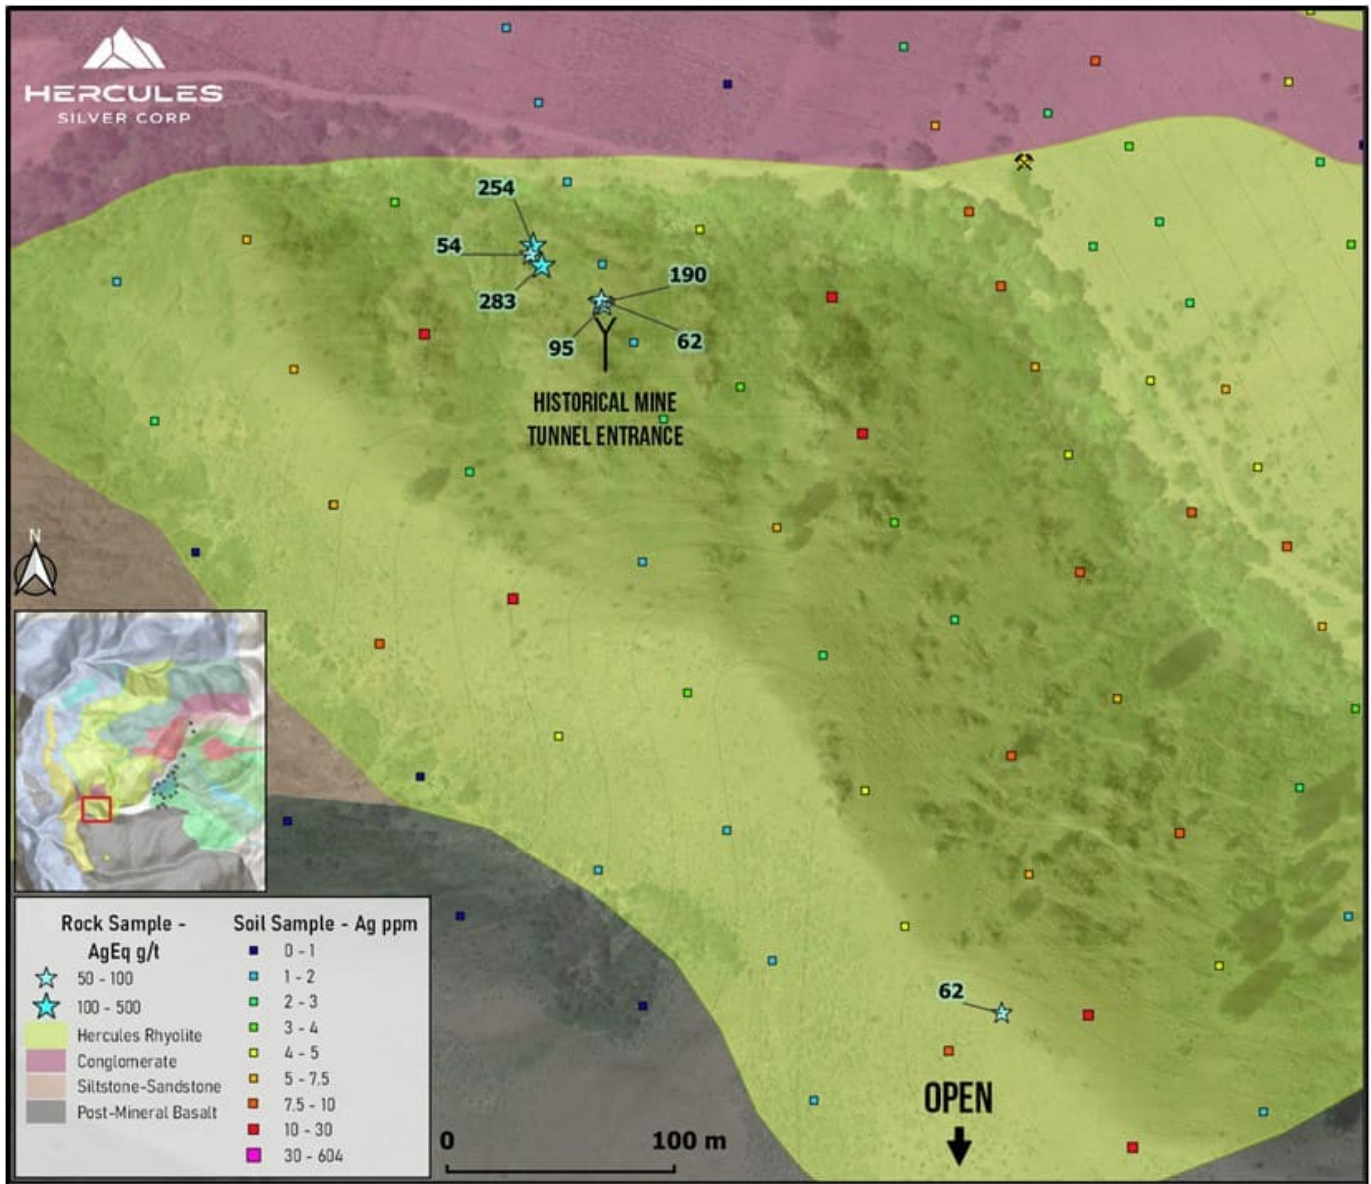 HERCULES
SILVER CORP
254
54
283
190
95
62
HISTORICAL MINE
TUNNEL ENTRANCE
N
62
OPEN
0
100 m
Rock Sample -
AgEq g/t
50 - 100
100 - 500
Hercules Rhyolite
Conglomerate
Siltstone-Sandstone
Post-Mineral Basalt
Soil Sample - Ag ppm
0 - 1
1 - 2
2 - 3
3 - 4
4 - 5
5 - 7.5
7.5 - 10
10 - 30
30 - 604